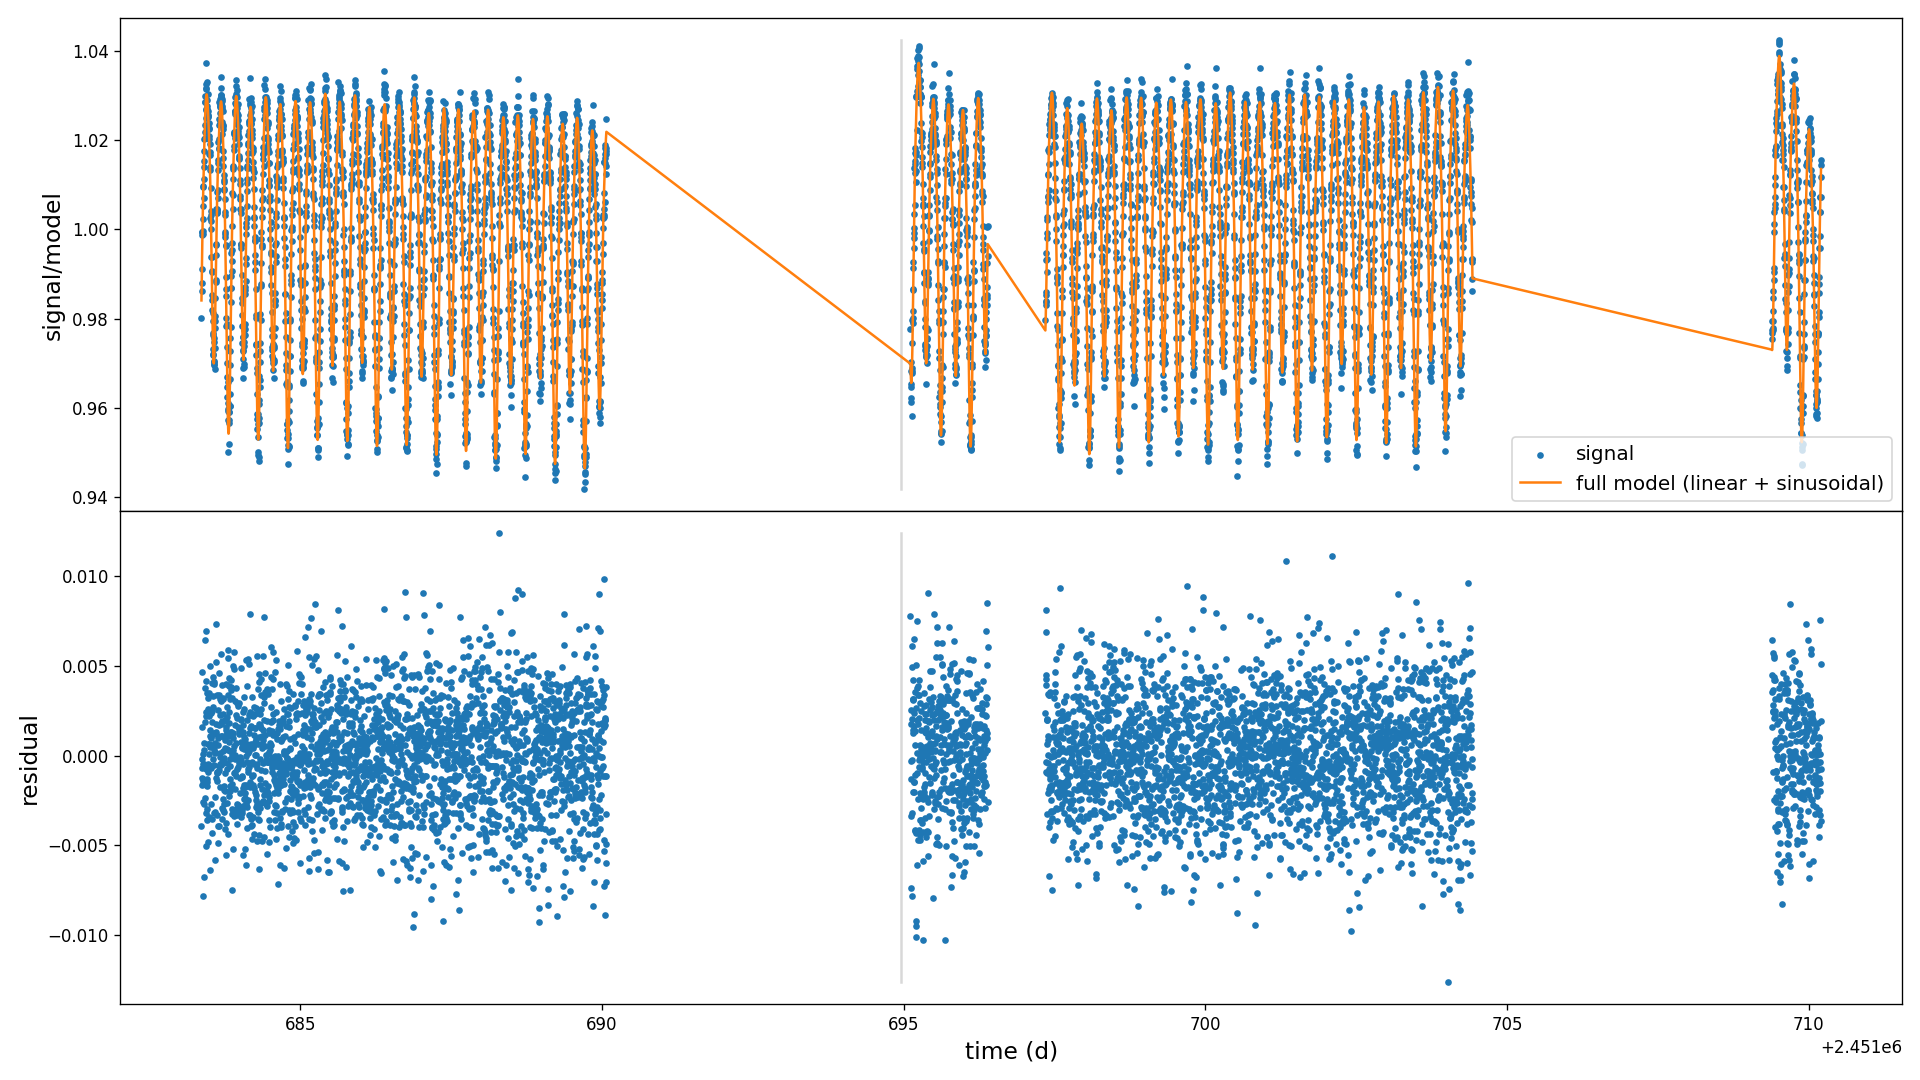 1.04
1.02
1.00
0.98
0.96
0.94
signal/model
signal
full model (linear + sinusoidal)
0.010
0.005
0.000
−0.005
−0.010
residual
685
690
695
700
705
710
time (d)
+2.451e6